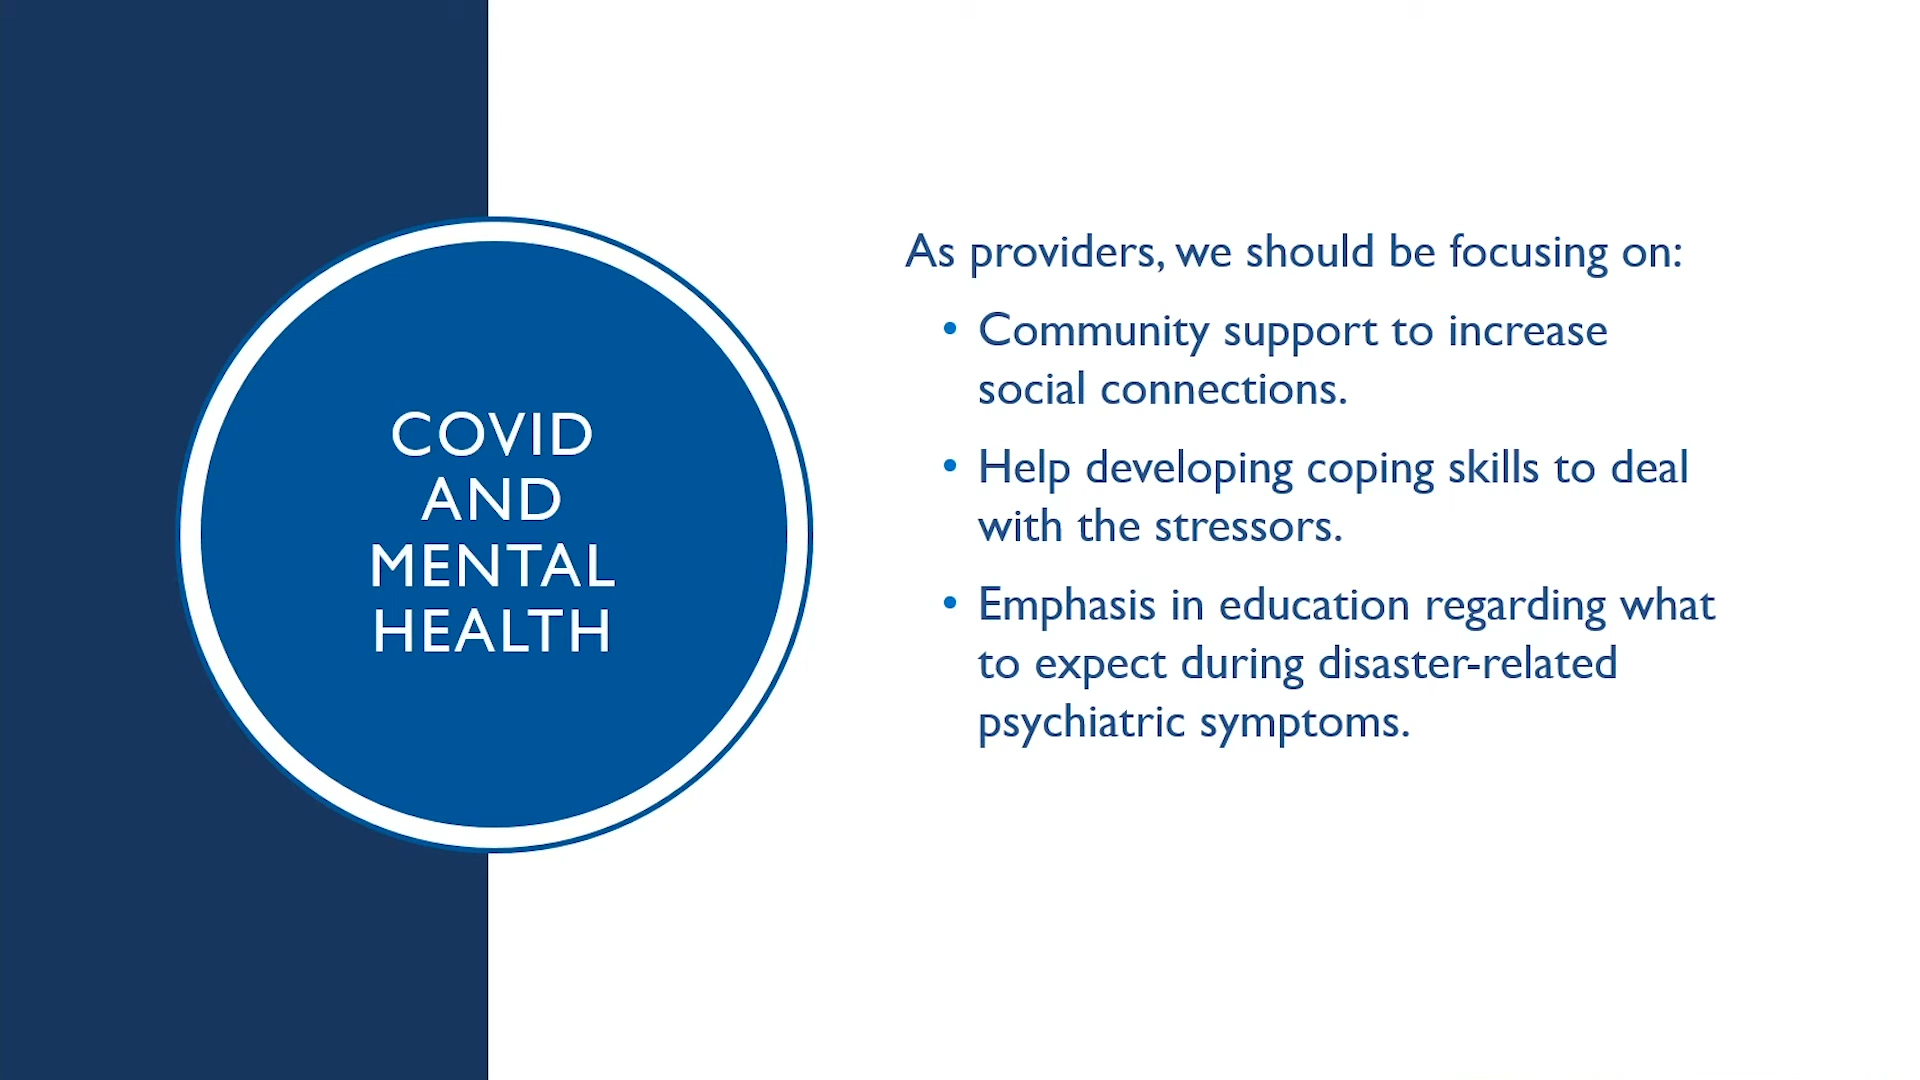 COVID
AND
MENTAL
HEALTH
As providers, we should be focusing on:
• Community support to increase
social connections.
• Help developing coping skills to deal
with the stressors.
• Emphasis in education regarding what
to expect during disaster-related
psychiatric symptoms.